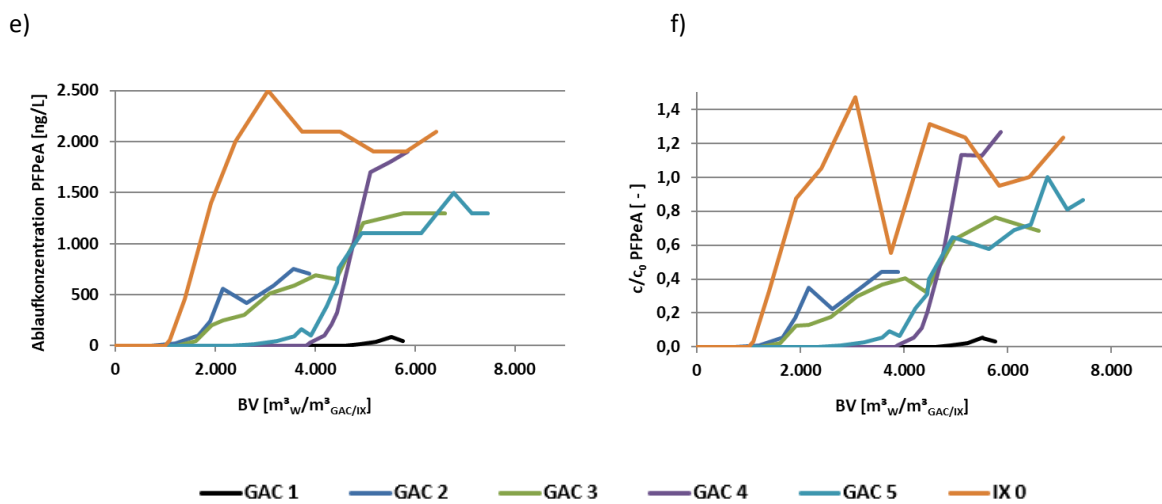 e)
Ablaufkonzentration PFPeA [ng/L]
2.500
2.000
1.500
1.000
500
0
0 2.000 4.000 6.000 8.000
BV [m³W/m³GAC/IX]
f)
c/c0 PFPeA [ - ]
1,4
1,2
1,0
0,8
0,6
0,4
0,2
0,0
0 2.000 4.000 6.000 8.000
BV [m³W/m³GAC/IX]
GAC 1 GAC 2 GAC 3 GAC 4 GAC 5 IX 0